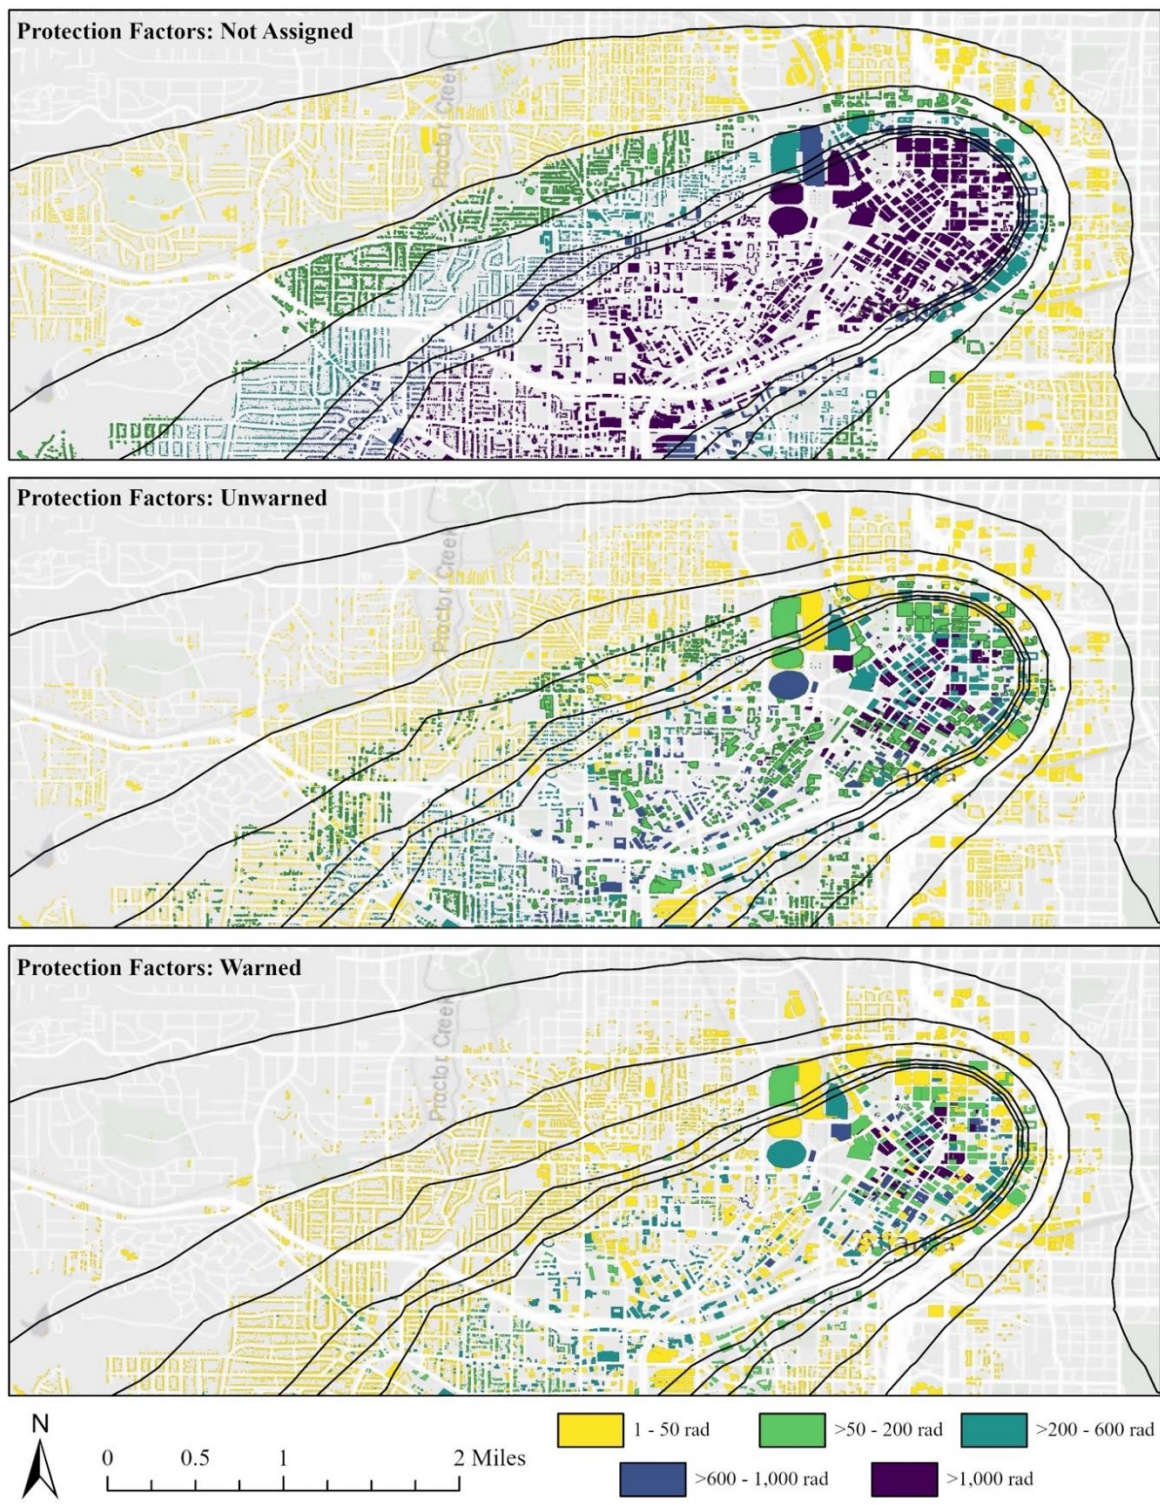 Protection Factors: Not Assigned
Proctor Creek
Protection Factors: Unwarned
Proctor Creek
Atlanta
Protection Factors: Warned
Proctor Creek
Atlanta
N
0 0.5 1 2 Miles
1 - 50 rad >50 - 200 rad >200 - 600 rad
>600 - 1,000 rad >1,000 rad